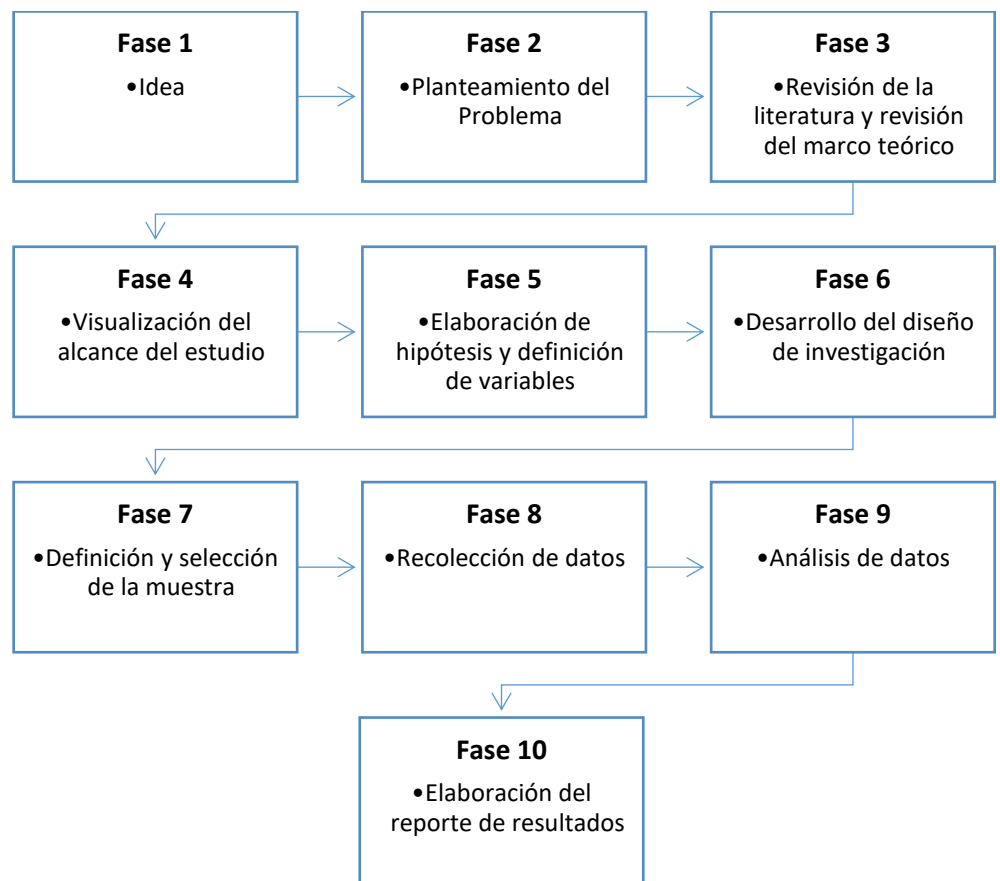 Fase 1
•Idea
Fase 2
•Planteamiento del
Problema
Fase 3
•Revisión de la
literatura y revisión
del marco teórico
Fase 4
•Visualización del
alcance del estudio
Fase 5
•Elaboración de
hipótesis y definición
de variables
Fase 6
•Desarrollo del diseño
de investigación
Fase 7
•Definición y selección
de la muestra
Fase 8
•Recolección de datos
Fase 9
•Análisis de datos
Fase 10
•Elaboración del
reporte de resultados